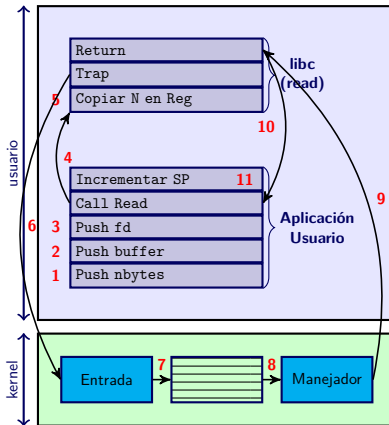 Return
Trap
5 Copiar N en Reg
libc
(read)
4
10
Incrementar SP 11
Call Read
3 Push fd
2 Push buffer
1 Push nbytes
Aplicación
Usuario
6
9
usuario
7
8
Entrada
Manejador
kernel